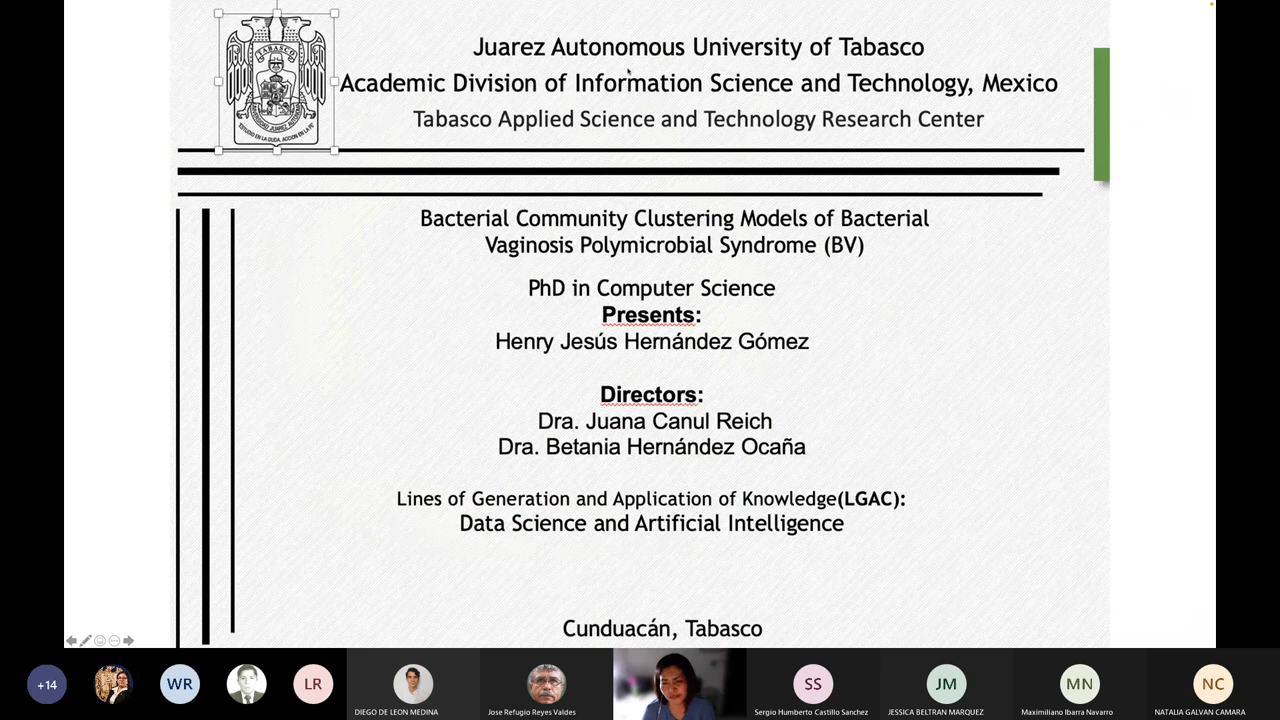 TABASCO
Juarez Autonomous University of Tabasco
Academic Division of Information Science and Technology, Mexico
Tabasco Applied Science and Technology Research Center
Bacterial Community Clustering Models of Bacterial
Vaginosis Polymicrobial Syndrome (BV)
PhD in Computer Science
Presents:
Henry Jesús Hernández Gómez
Directors:
Dra. Juana Canul Reich
Dra. Betania Hernández Ocaña
Lines of Generation and Application of Knowledge(LGAC):
Data Science and Artificial Intelligence
Cunduacán, Tabasco
+14
WR
LR
SS
JM
MN
NC
DIEGO DE LEON MEDINA
Jose Refugio Reyes Valdes
Sergio Humberto Castillo Sanchez
JESSICA BELTRAN MARQUEZ
Maximiliano Ibarra Navarro
NATALIA GALVAN CAMARA